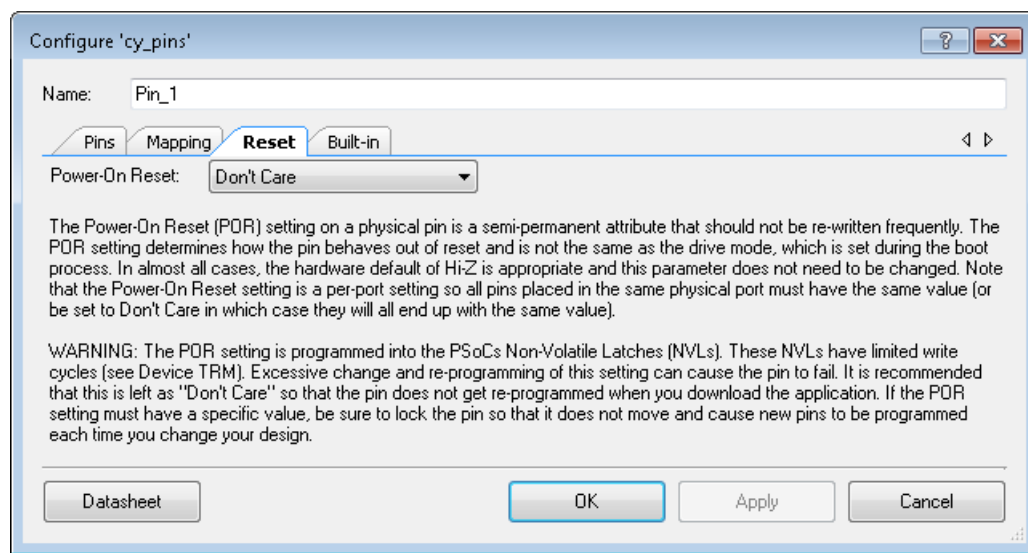 Configure 'cy_pins'
Name: Pin_1
Pins Mapping Reset Built-in
Power-On Reset: Don't Care
The Power-On Reset (POR) setting on a physical pin is a semi-permanent attribute that should not be re-written frequently. The
POR setting determines how the pin behaves out of reset and is not the same as the drive mode, which is set during the boot
process. In almost all cases, the hardware default of Hi-Z is appropriate and this parameter does not need to be changed. Note
that the Power-On Reset setting is a per-port setting so all pins placed in the same physical port must have the same value (or
be set to Don't Care in which case they will all end up with the same value).
WARNING: The POR setting is programmed into the PSoCs Non-Volatile Latches (NVLs). These NVLs have limited write
cycles (see Device TRM). Excessive change and re-programming of this setting can cause the pin to fail. It is recommended
that this is left as "Don't Care" so that the pin does not get re-programmed when you download the application. If the POR
setting must have a specific value, be sure to lock the pin so that it does not move and cause new pins to be programmed
each time you change your design.
Datasheet OK Apply Cancel